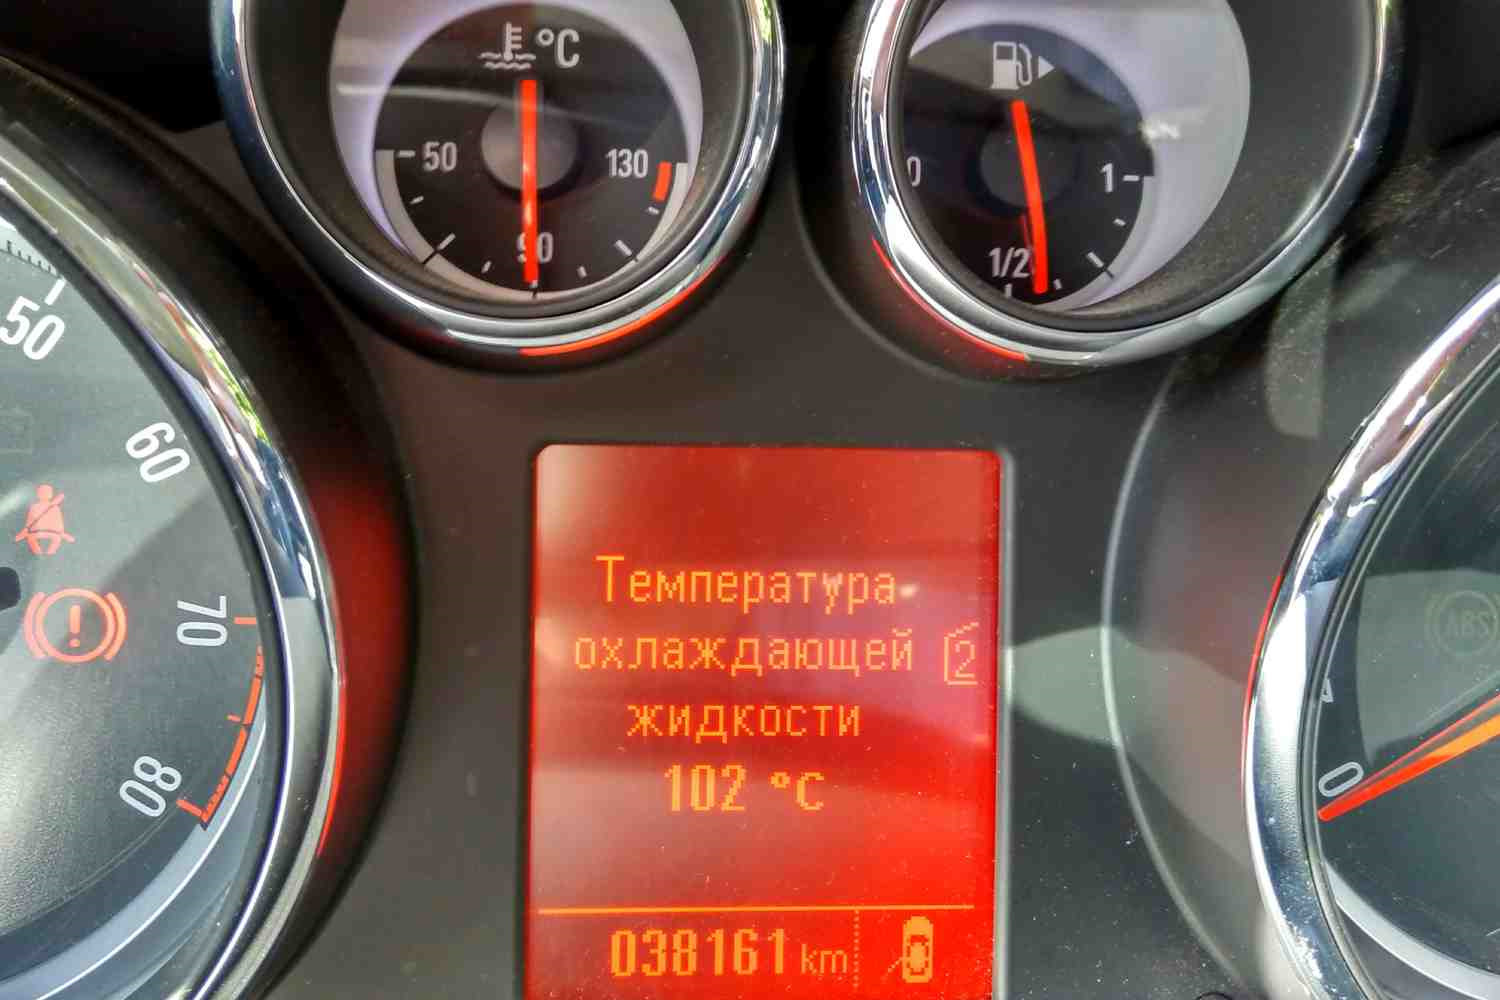 °C
50
130
90
0
1
1/2
50
60
70
80
Температура
охлаждающей 2
жидкости
102 °C
038161 km
ABS
0